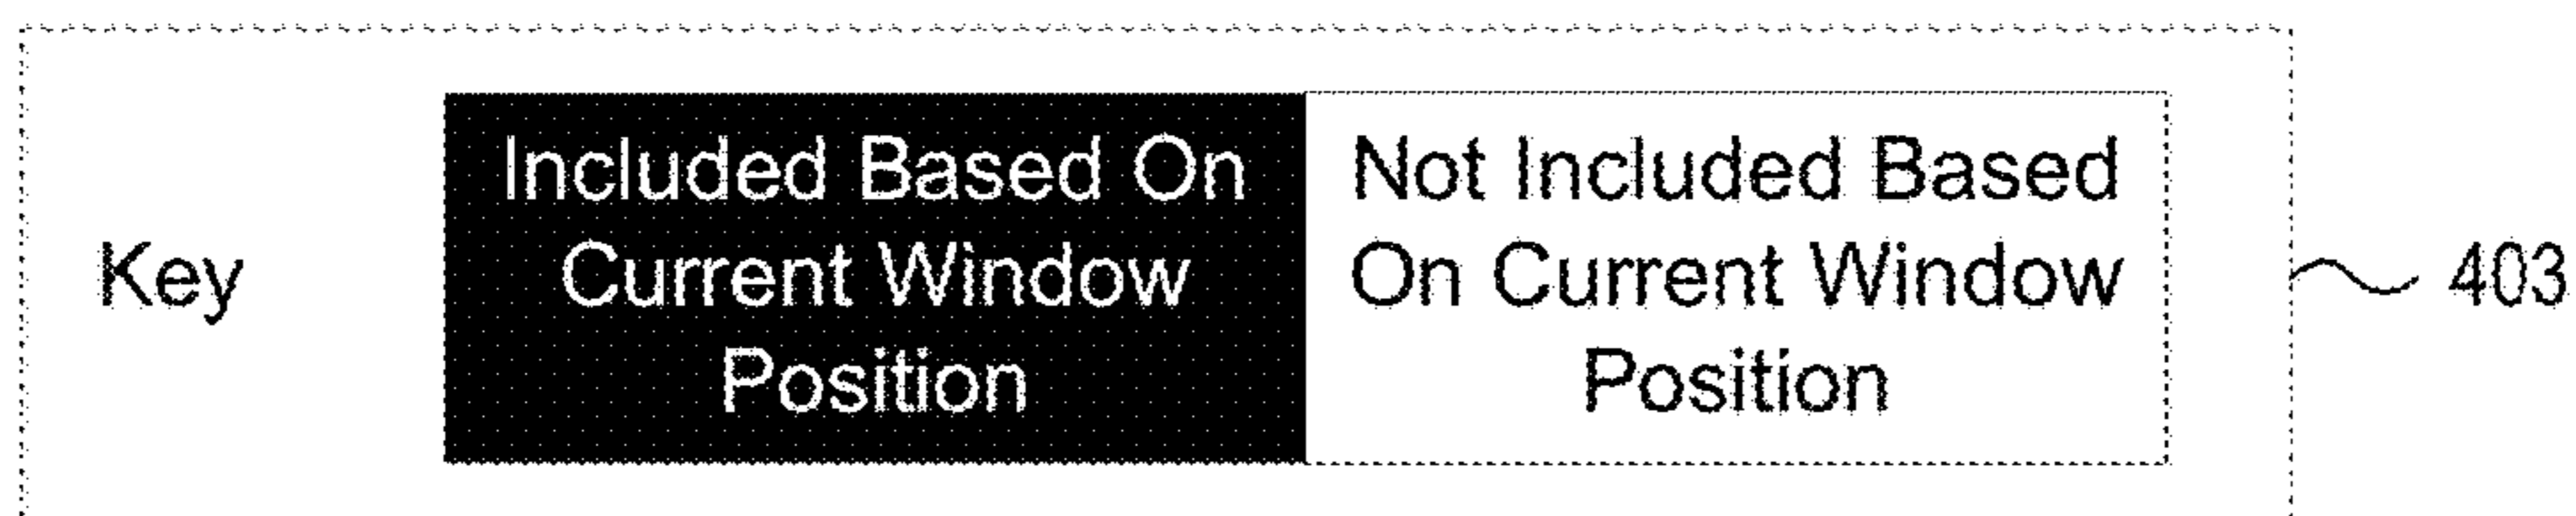 Key
Included Based On
Current Window
Position
Not Included Based
On Current Window
Position
403